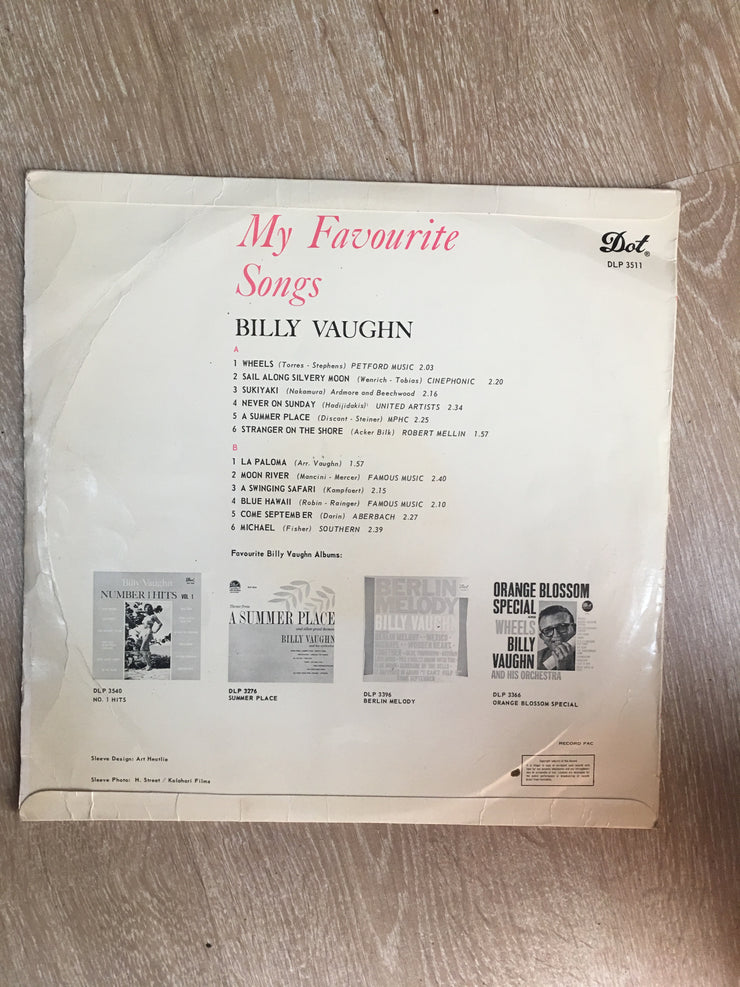 My Favourite
Songs
BILLY VAUGHN
Dot®
DLP 3511
A
1 WHEELS (Torres - Stephens) PETFORD MUSIC 2.03
2 SAIL ALONG SILVERY MOON (Wenrich - Tobias) CINEPHONIC 2.20
3 SUKIYAKI (Nakamura) Ardmore and Beechwood 2.16
4 NEVER ON SUNDAY (Hadijidakis) UNITED ARTISTS 2.34
5 A SUMMER PLACE (Discant - Steiner) MPHC 2.25
6 STRANGER ON THE SHORE (Acker Bilk) ROBERT MELLIN 1.57
B
1 LA PALOMA (Arr. Vaughn) 1.57
2 MOON RIVER (Mancini - Mercer) FAMOUS MUSIC 2.40
3 A SWINGING SAFARI (Kampfaert) 2.15
4 BLUE HAWAII (Robin - Rainger) FAMOUS MUSIC 2.10
5 COME SEPTEMBER (Darin) ABERBACH 2.27
6 MICHAEL (Fisher) SOUTHERN 2.39
Favourite Billy Vaughn Albums:
Billy Vaughn
NUMBER 1 HITS VOL. 1
DLP 3540
NO. 1 HITS
Theme from
A SUMMER PLACE
BILLY VAUGHN
DLP 3276
SUMMER PLACE
BERLIN
MELODY
BILLY VAUGHN
DLP 3396
BERLIN MELODY
ORANGE BLOSSOM
SPECIAL
WHEELS
BILLY
VAUGHN
AND HIS ORCHESTRA
DLP 3366
ORANGE BLOSSOM SPECIAL
RECORD PAC
Sleeve Design: Art Heutlie
Sleeve Photo: H. Street / Kalahari Films